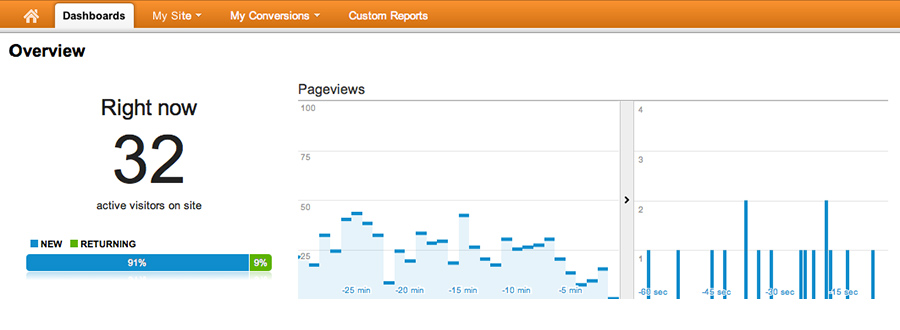 Dashboards My Site My Conversions Custom Reports
Overview
Right now
32
active visitors on site
NEW RETURNING
91% 9%
Pageviews
100
75
50
25
-25 min -20 min -15 min -10 min -5 min
4
3
2
1
-60 sec -45 sec -30 sec -15 sec